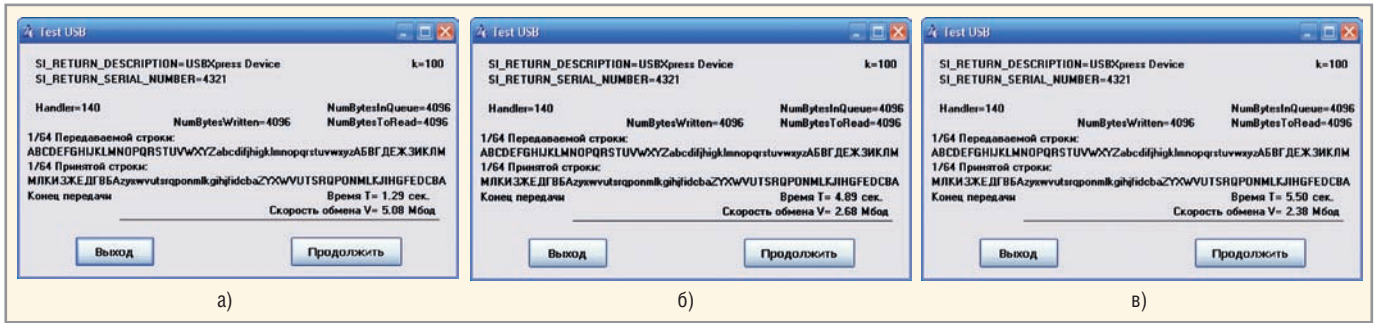 Test USB
SI_RETURN_DESCRIPTION=USBXpress Device k=100
SI_RETURN_SERIAL_NUMBER=4321
Handler=140 NumBytesInQueue=4096
NumBytesWritten=4096 NumBytesToRead=4096
1/64 Передаваемой строки:
ABCDEFGHIJKLMNOPQRSTUVWXYZabcdifjhigklmnopqrstuvwxyzАБВГДЕЖЗИКЛМ
1/64 Принятой строки:
МЛКИЗЖЕДГВБАzyxwvutsrqponmlkgihjfidcbaZYXWVUTSRQPONMLKJIHGFEDCBA
Конец передачи Время T= 1.29 сек.
Скорость обмена V= 5.08 Мбод
Выход Продолжить
а)
Test USB
SI_RETURN_DESCRIPTION=USBXpress Device k=100
SI_RETURN_SERIAL_NUMBER=4321
Handler=140 NumBytesInQueue=4096
NumBytesWritten=4096 NumBytesToRead=4096
1/64 Передаваемой строки:
ABCDEFGHIJKLMNOPQRSTUVWXYZabcdifjhigklmnopqrstuvwxyzАБВГДЕЖЗИКЛМ
1/64 Принятой строки:
МЛКИЗЖЕДГВБАzyxwvutsrqponmlkgihjfidcbaZYXWVUTSRQPONMLKJIHGFEDCBA
Конец передачи Время T= 4.89 сек.
Скорость обмена V= 2.68 Мбод
Выход Продолжить
б)
Test USB
SI_RETURN_DESCRIPTION=USBXpress Device k=100
SI_RETURN_SERIAL_NUMBER=4321
Handler=140 NumBytesInQueue=4096
NumBytesWritten=4096 NumBytesToRead=4096
1/64 Передаваемой строки:
ABCDEFGHIJKLMNOPQRSTUVWXYZabcdifjhigklmnopqrstuvwxyzАБВГДЕЖЗИКЛМ
1/64 Принятой строки:
МЛКИЗЖЕДГВБАzyxwvutsrqponmlkgihjfidcbaZYXWVUTSRQPONMLKJIHGFEDCBA
Конец передачи Время T= 5.50 сек.
Скорость обмена V= 2.38 Мбод
Выход Продолжить
в)